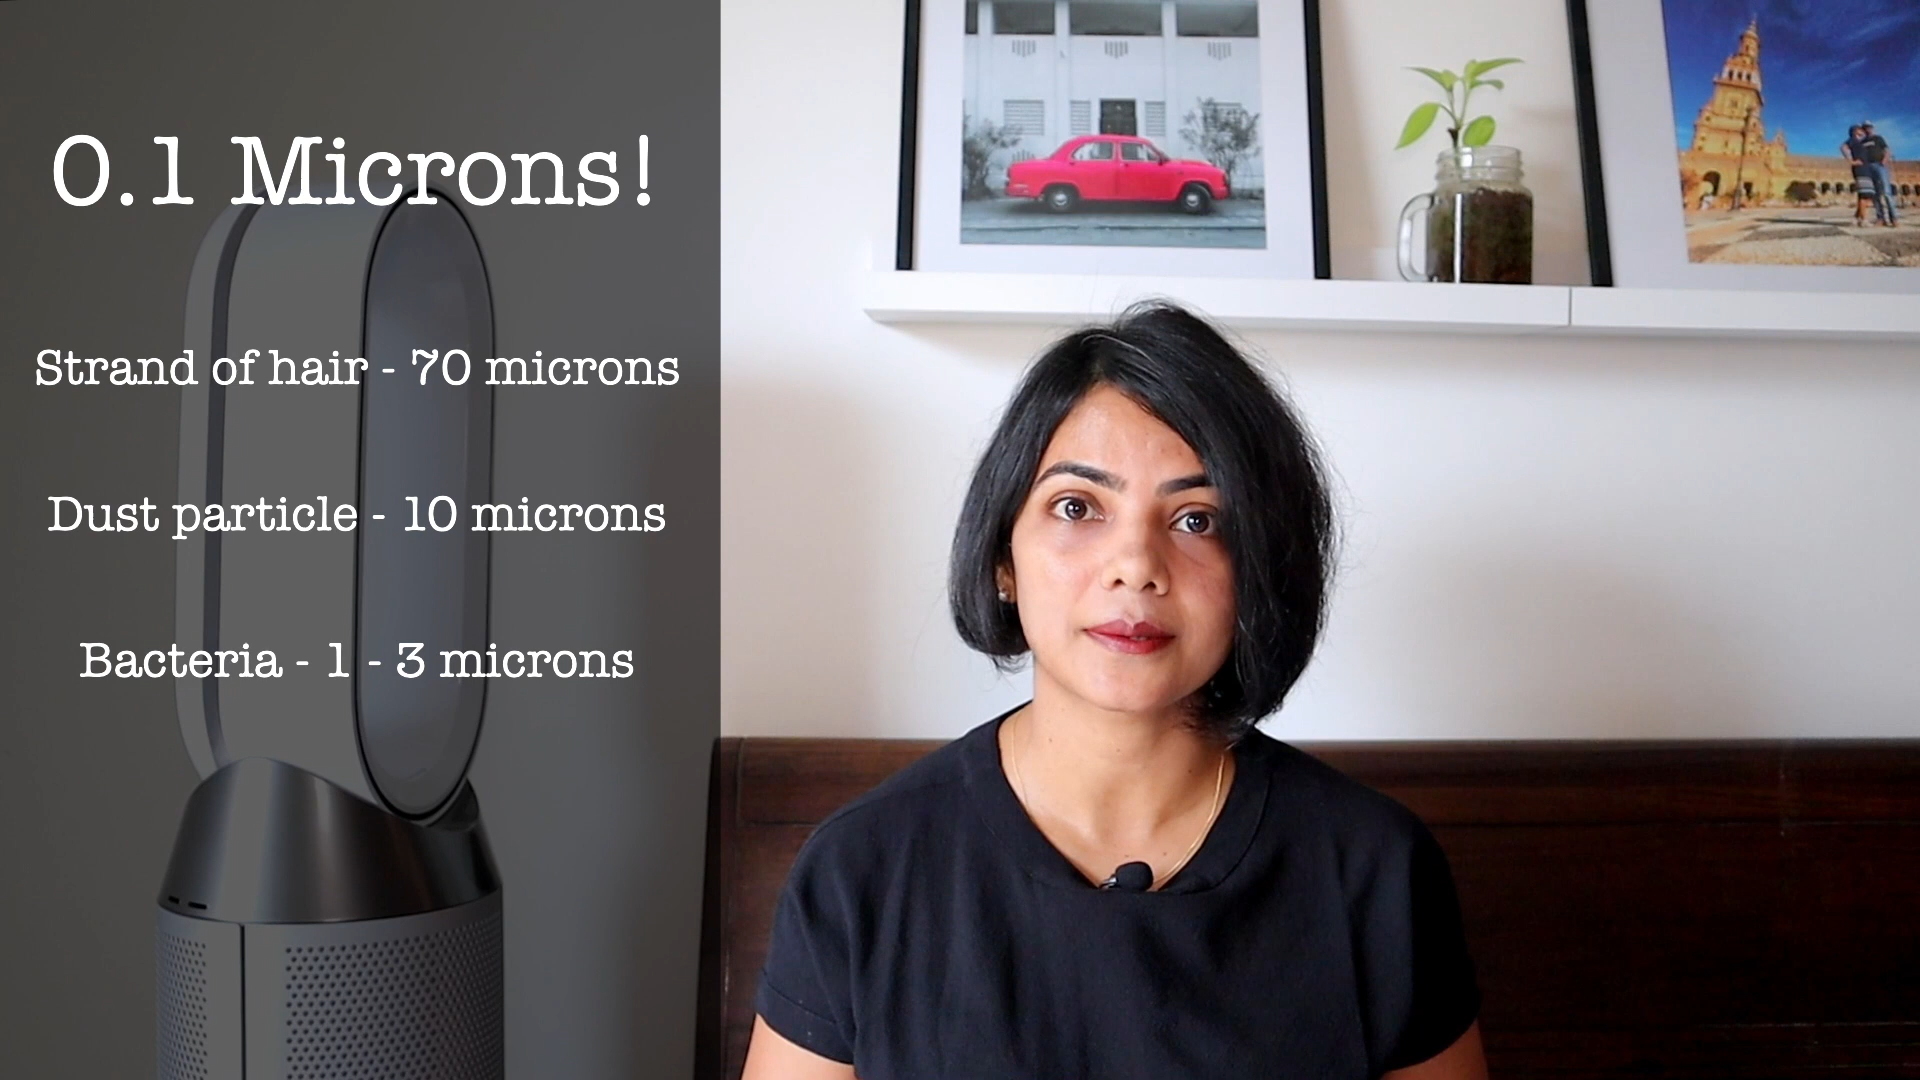 0.1 Microns!
Strand of hair - 70 microns
Dust particle - 10 microns
Bacteria - 1 - 3 microns